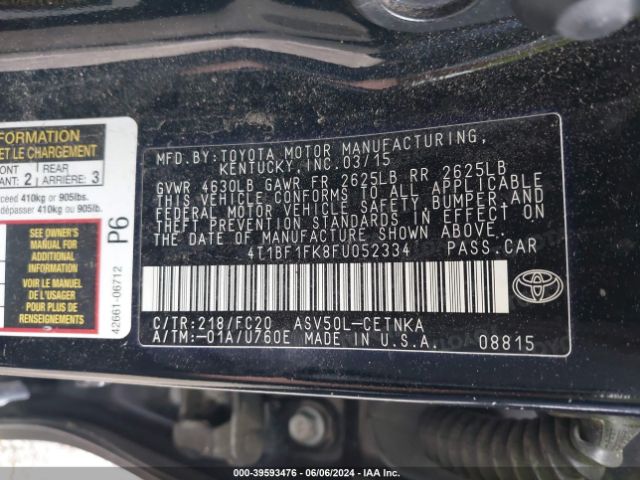 FORMATION
ET LE CHARGEMENT
ONT
ANT: 2
REAR
ARRIÈRE: 3
xceed 410kg or 905lbs.
dépasser 410kg or 905lb.
SEE OWNER'S
MANUAL FOR
ADDITIONAL
INFORMATION
VOIR LE MANUEL
DE L'USAGER
POUR PLUS DE
P6
42661-06712
MFD.BY:TOYOTA MOTOR MANUFACTURING,
KENTUCKY,INC.03/15
GVWR 4630LB GAWR FR 2625LB RR 2625LB
THIS VEHICLE CONFORMS TO ALL APPLICABLE
FEDERAL MOTOR VEHICLE SAFETY,BUMPER,AND
THEFT PREVENTION STANDARDS IN EFFECT ON
THE DATE OF MANUFACTURE SHOWN ABOVE.
4T1BF1FK8FU052334 PASS.CAR
C/TR:218/FC20 ASV50L-CETNKA
A/TM:-01A/U760E MADE IN U.S.A.
08815
000-39593476 - 06/06/2024 - IAA Inc.